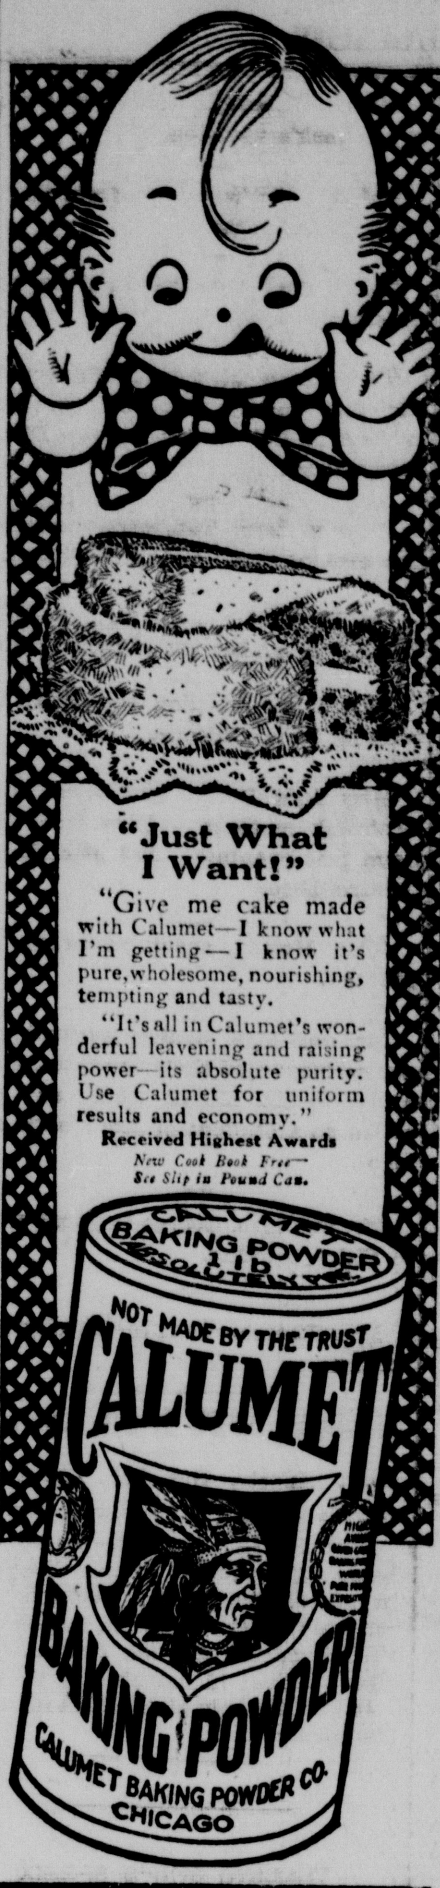 “Just What
I Want!”
“Give me cake made
with Calumet—I know what
I'm getting—I know it's
pure, wholesome, nourishing,
tempting and tasty.
“It's all in Calumet's won-
derful leavening and raising
power—its absolute purity.
Use Calumet for uniform
results and economy.”
Received Highest Awards
New Cook Book Free—
See Slip in Pound Can.
CALUMET
BAKING POWDER
1 lb
ABSOLUTELY
NOT MADE BY THE TRUST
CALUMET
BAKING POWDER
CALUMET BAKING POWDER CO.
CHICAGO